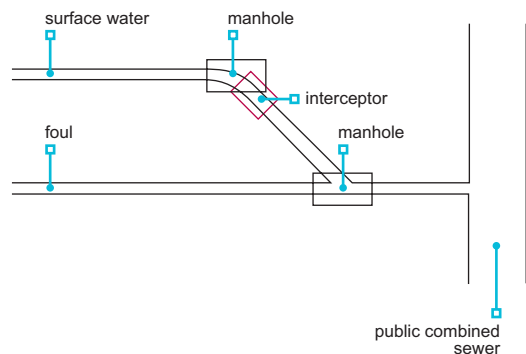 surface water
manhole
interceptor
foul
manhole
public combined
sewer